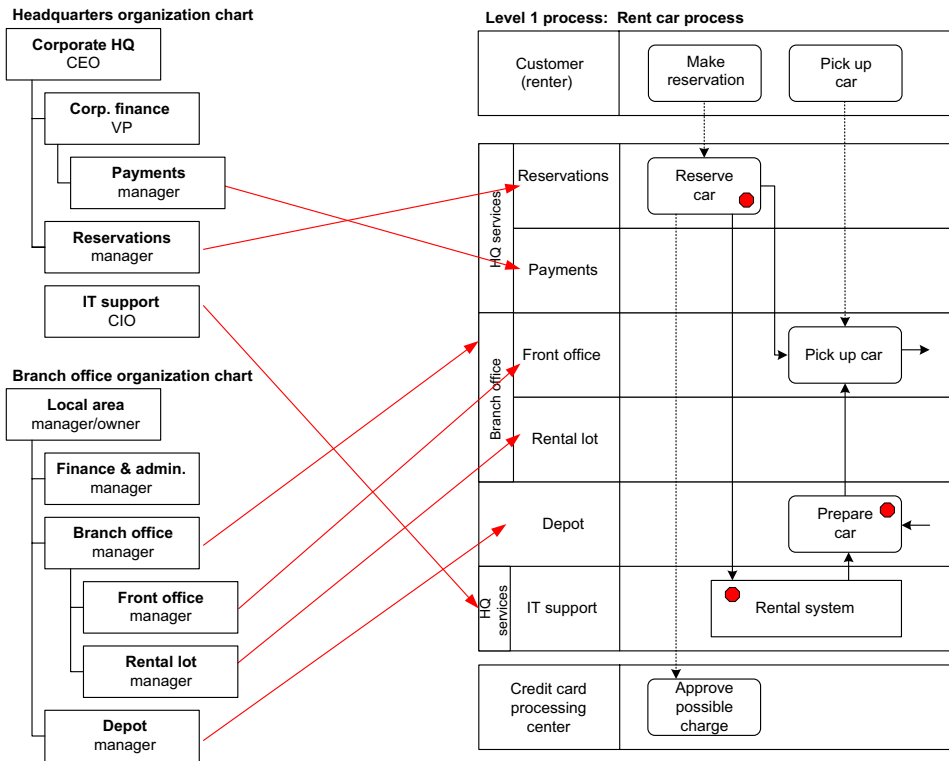 Headquarters organization chart
Corporate HQ
CEO
Corp. finance
VP
Payments
manager
Reservations
manager
IT support
CIO
Branch office organization chart
Local area
manager/owner
Finance & admin.
manager
Branch office
manager
Front office
manager
Rental lot
manager
Depot
manager
Level 1 process: Rent car process
Customer
(renter)
Make
reservation
Pick up
car
HQ services
Reservations
Reserve
car
Payments
Branch office
Front office
Pick up car
Rental lot
Depot
Prepare
car
HQ
services
IT support
Rental system
Credit card
processing
center
Approve
possible
charge